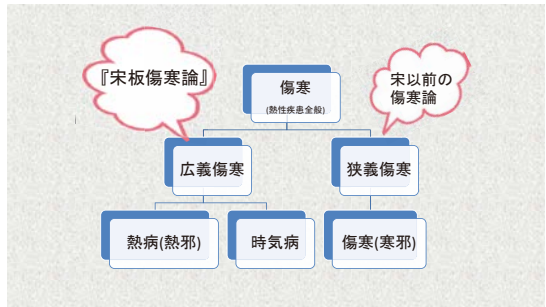 『宋板傷寒論』
傷寒
(熱性疾患全般)
宋以前の
傷寒論
広義傷寒
狭義傷寒
熱病(熱邪)
時気病
傷寒(寒邪)